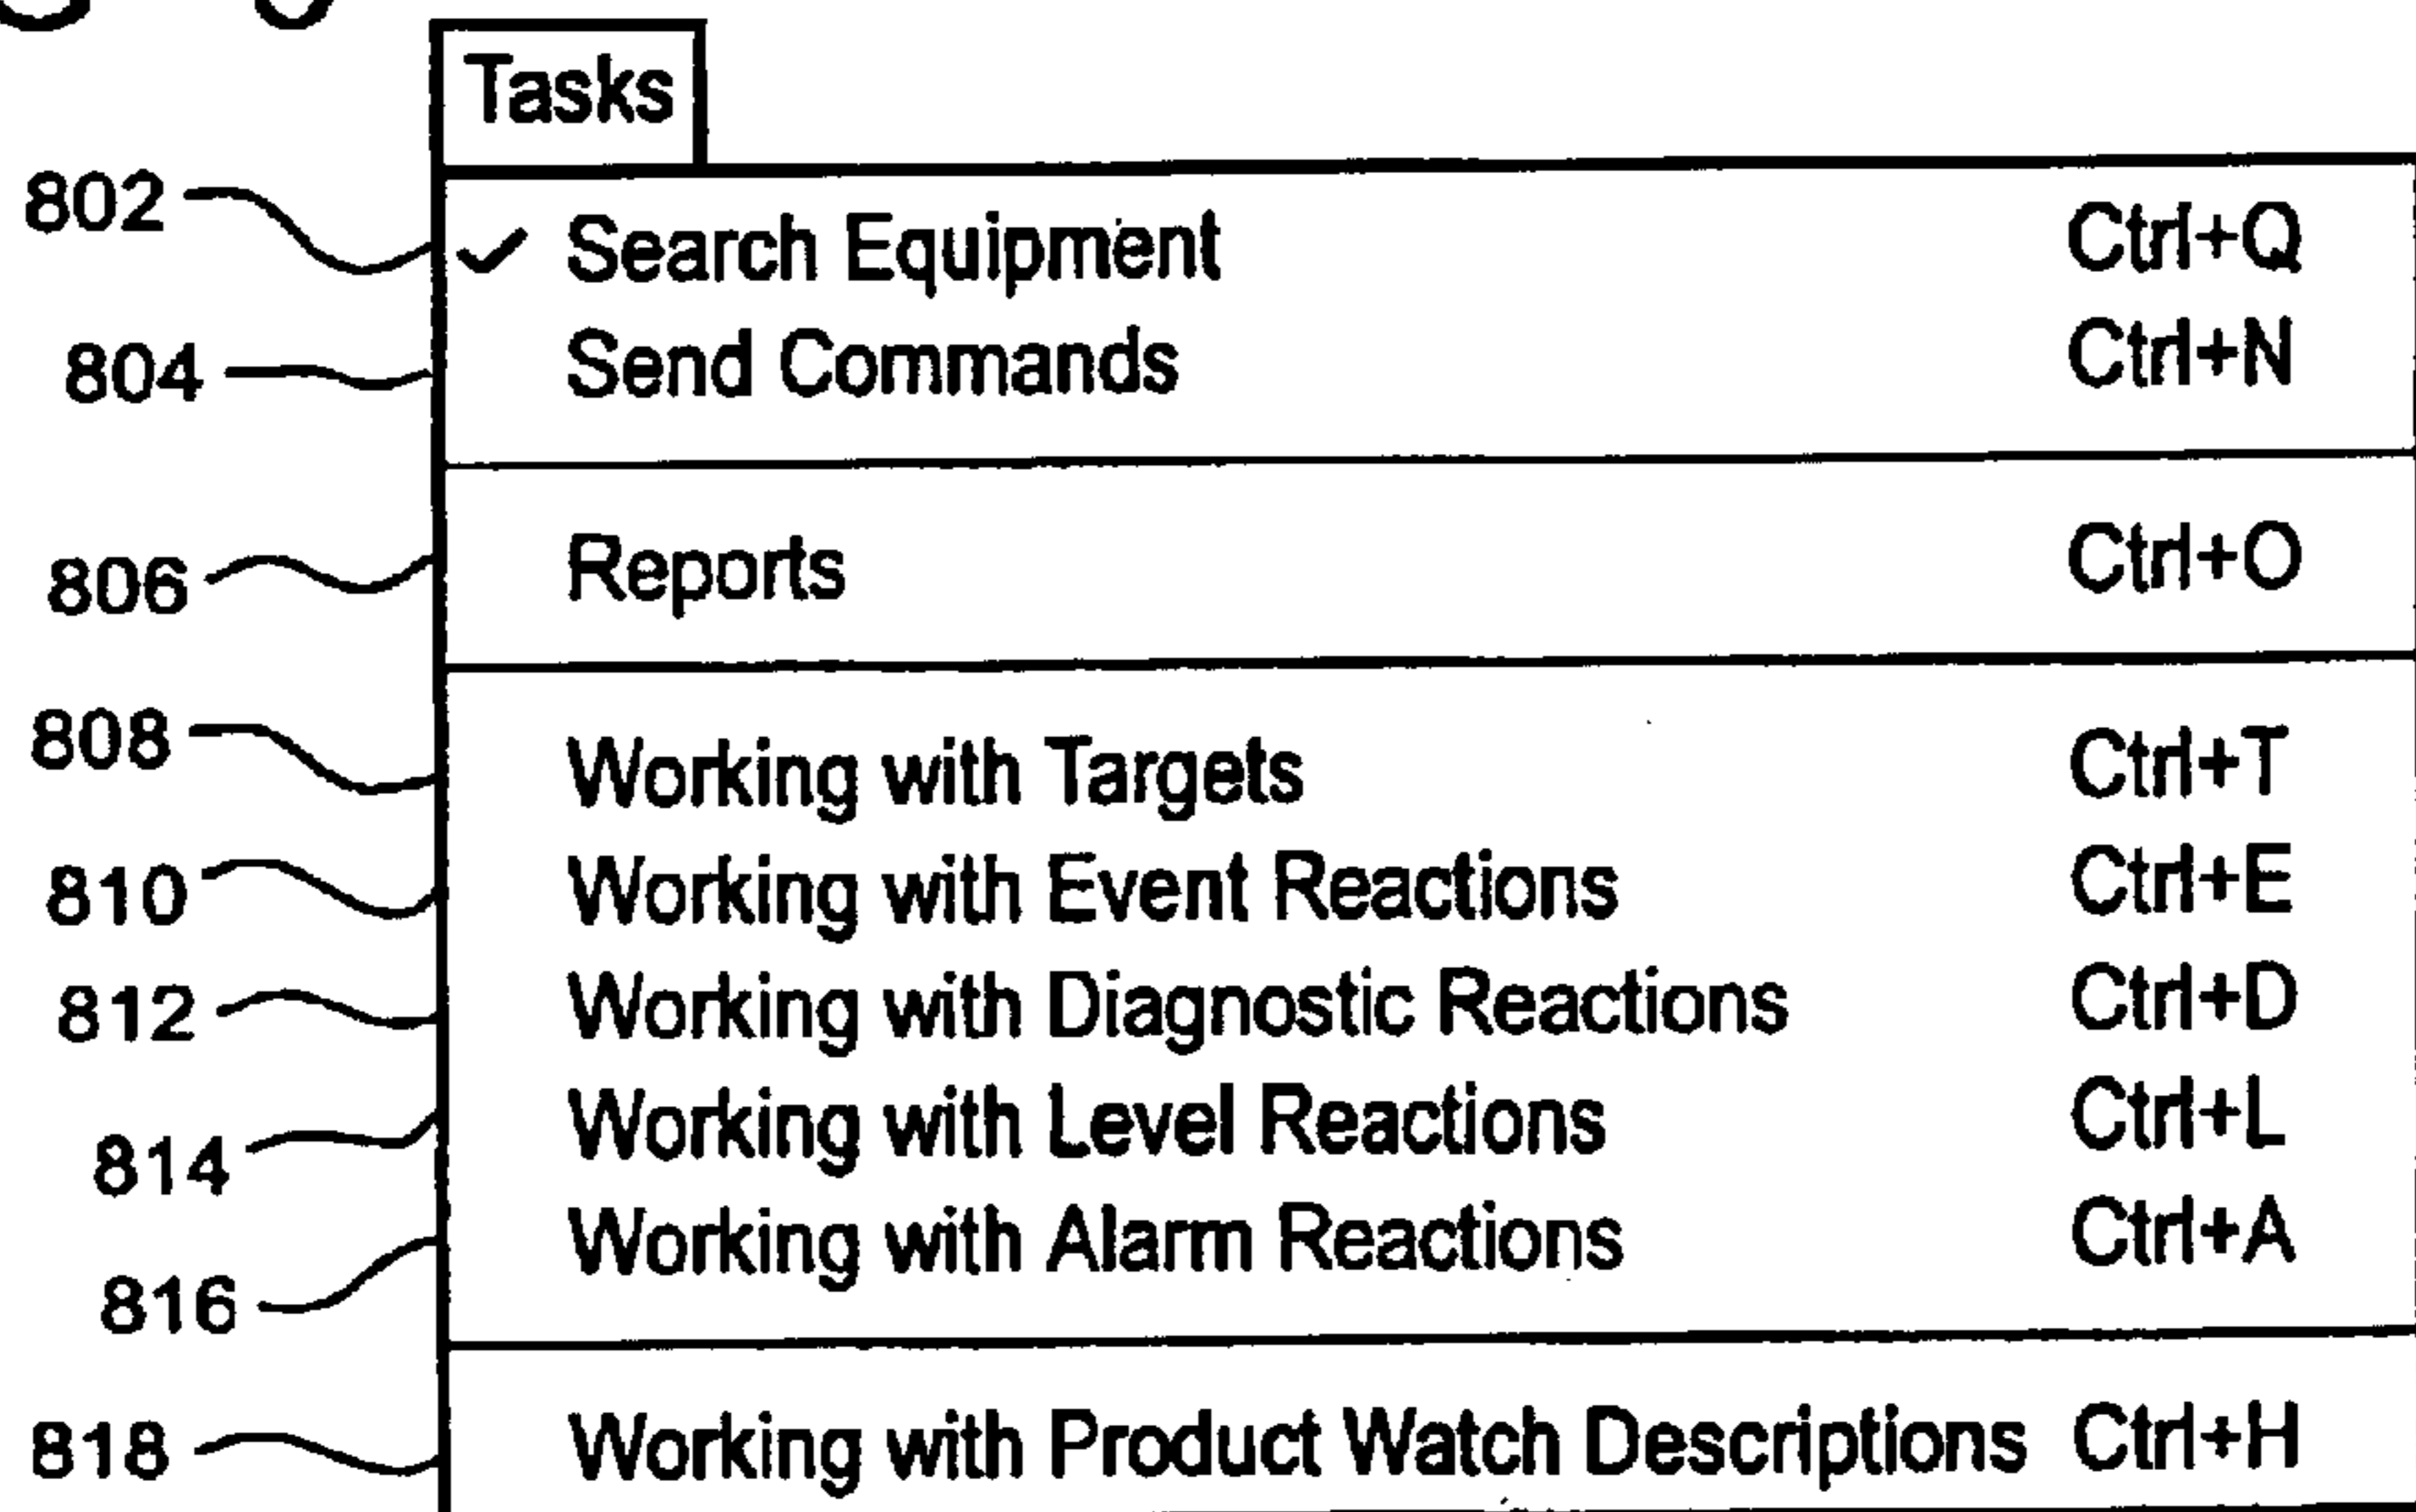 Tasks
802 ✓ Search Equipment Ctrl+Q
804 Send Commands Ctrl+N
806 Reports Ctrl+O
808 Working with Targets Ctrl+T
810 Working with Event Reactions Ctrl+E
812 Working with Diagnostic Reactions Ctrl+D
814 Working with Level Reactions Ctrl+L
816 Working with Alarm Reactions Ctrl+A
818 Working with Product Watch Descriptions Ctrl+H